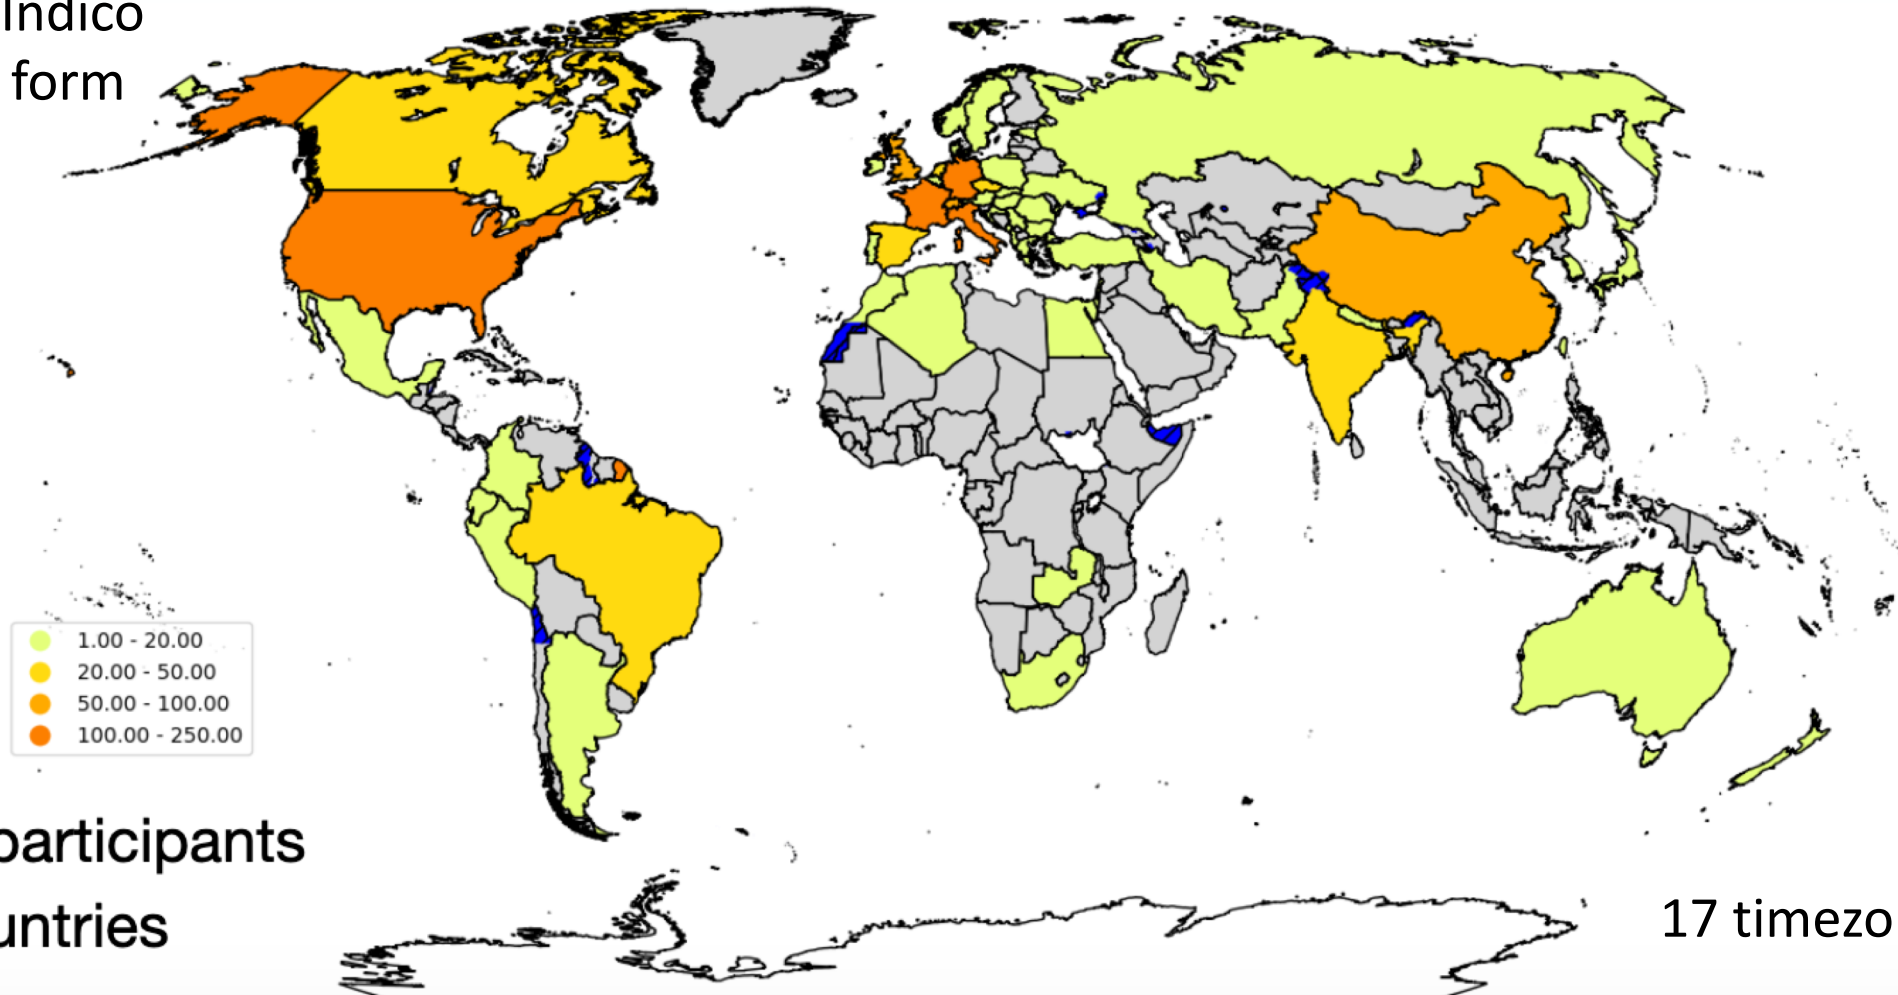 Indico
form
1.00 - 20.00
20.00 - 50.00
50.00 - 100.00
100.00 - 250.00
participants
untries
17 timezo